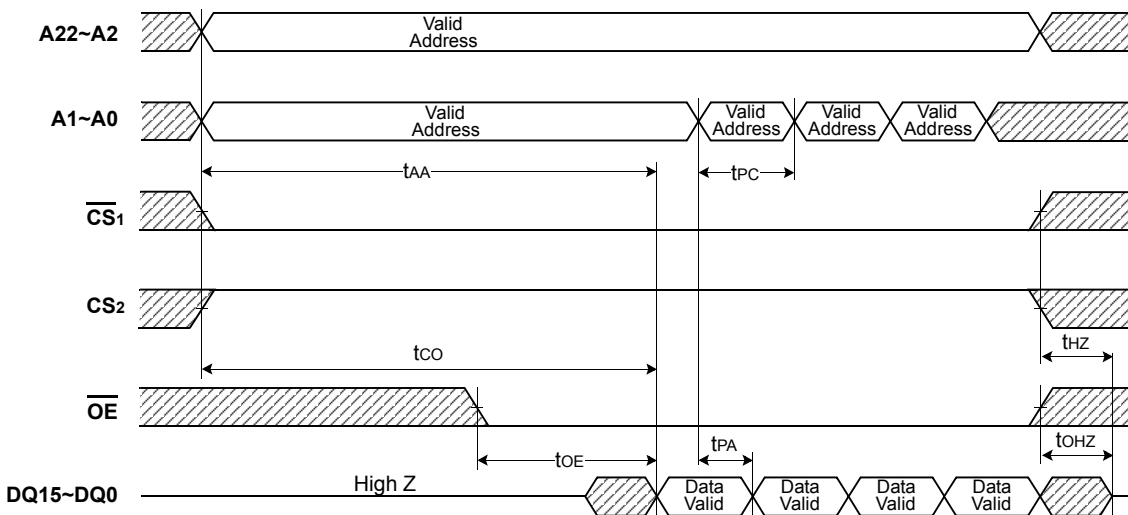 A22~A2
Valid
Address
A1~A0
Valid
Address
Valid
Address
Valid
Address
Valid
Address
tAA
tPC
CS1
CS2
tCO
tHZ
OE
tOE
tPA
tOHZ
DQ15~DQ0
High Z
Data
Valid
Data
Valid
Data
Valid
Data
Valid